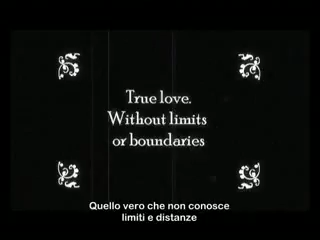 True love.
Without limits
or boundaries
Quello vero che non conosce
limiti e distanze